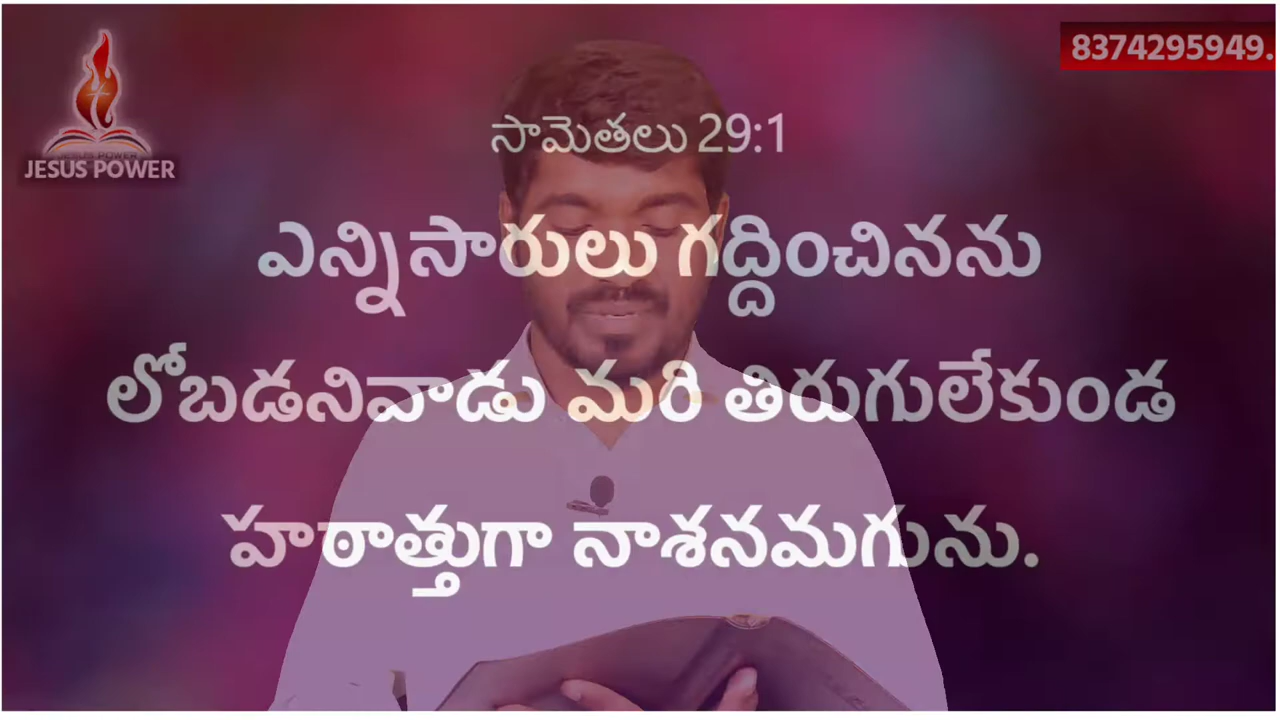 8374295949.
JESUS POWER
సామెతలు 29:1
ఎన్నిసారులు గద్దించినను
లోబడనివాడు మరి తిరుగులేకుండ
హఠాత్తుగా నాశనమగును.